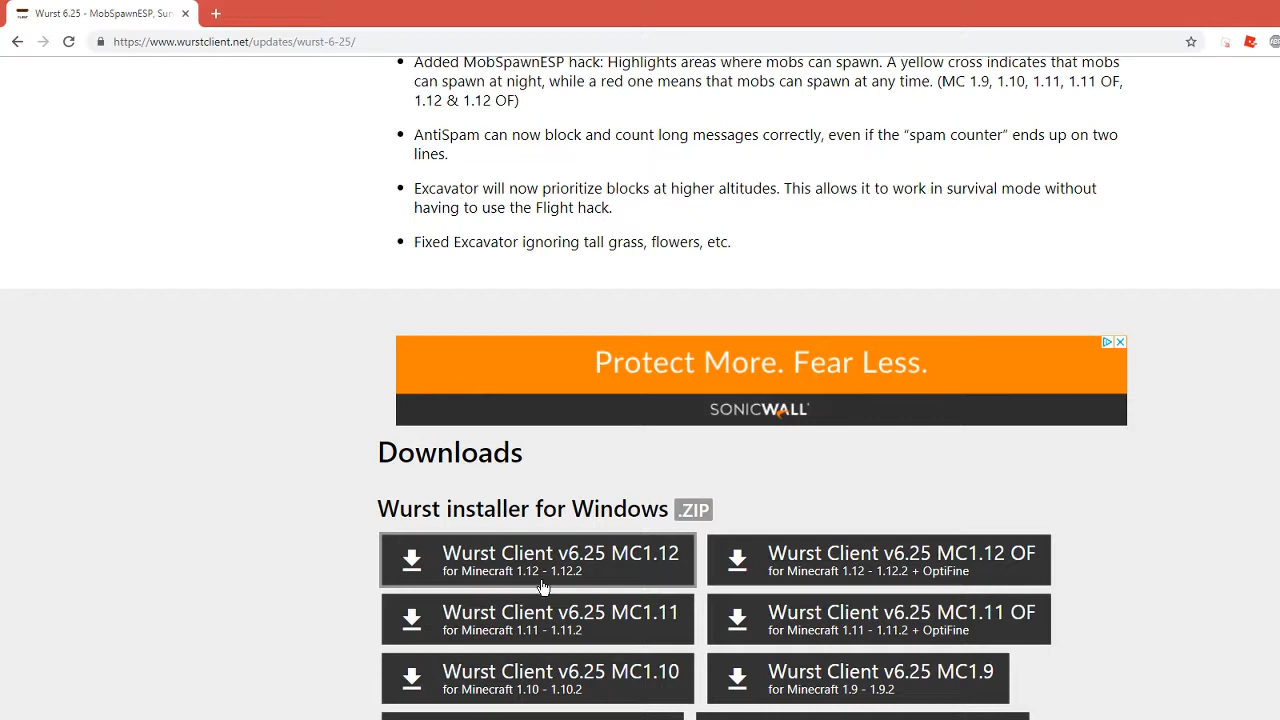 Wurst 6.25 - MobSpawnESP, Sur
https://www.wurstclient.net/updates/wurst-6-25/
Added MobSpawnESP hack: Highlights areas where mobs can spawn. A yellow cross indicates that mobs
can spawn at night, while a red one means that mobs can spawn at any time. (MC 1.9, 1.10, 1.11, 1.11 OF,
1.12 & 1.12 OF)
AntiSpam can now block and count long messages correctly, even if the “spam counter” ends up on two
lines.
Excavator will now prioritize blocks at higher altitudes. This allows it to work in survival mode without
having to use the Flight hack.
Fixed Excavator ignoring tall grass, flowers, etc.
Protect More. Fear Less.
SONICWALL
Downloads
Wurst installer for Windows .ZIP
Wurst Client v6.25 MC1.12
for Minecraft 1.12 - 1.12.2
Wurst Client v6.25 MC1.12 OF
for Minecraft 1.12 - 1.12.2 + OptiFine
Wurst Client v6.25 MC1.11
for Minecraft 1.11 - 1.11.2
Wurst Client v6.25 MC1.11 OF
for Minecraft 1.11 - 1.11.2 + OptiFine
Wurst Client v6.25 MC1.10
for Minecraft 1.10 - 1.10.2
Wurst Client v6.25 MC1.9
for Minecraft 1.9 - 1.9.2